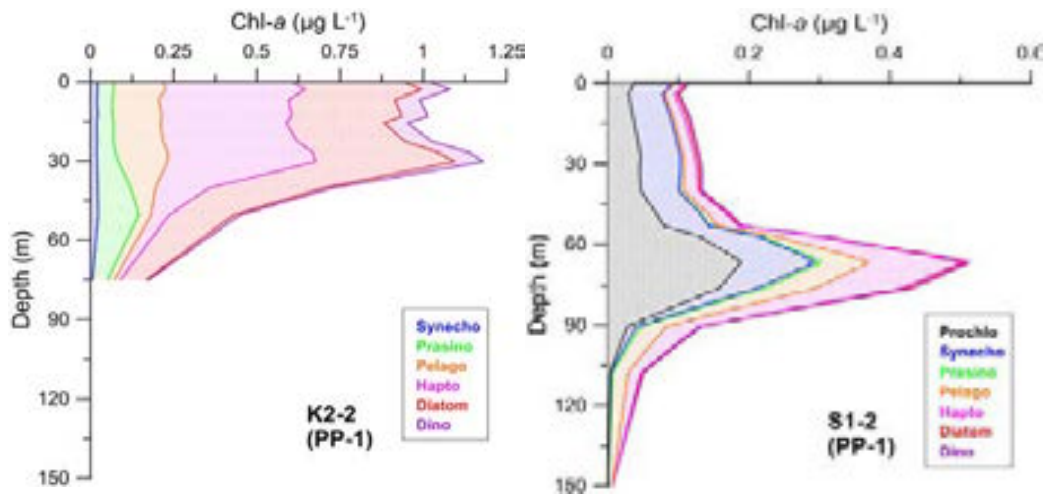 Chl-a (µg L⁻¹)
0 0.25 0.75 1 1.25
0
30
60
90
120
150
Depth (m)
Synecho
Prasino
Pelago
Hapto
Diatom
Dino
K2-2
(PP-1)
Chl-a (µg L⁻¹)
0 0.2 0.4
0
30
60
90
120
150
Depth (m)
Prochlo
Synecho
Prasino
Pelago
Hapto
Diatom
Dino
S1-2
(PP-1)